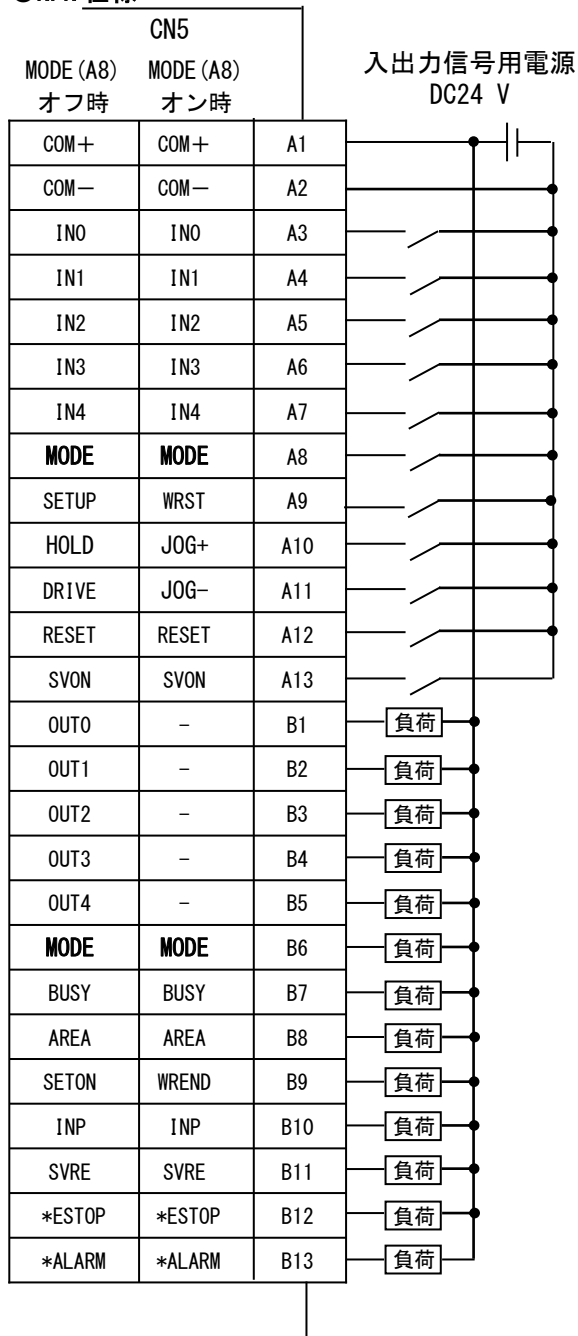 CN5
MODE(A8) MODE(A8)
オフ時 オン時
入出力信号用電源
DC24 V
COM＋ COM＋ A1
COM－ COM－ A2
IN0 IN0 A3
IN1 IN1 A4
IN2 IN2 A5
IN3 IN3 A6
IN4 IN4 A7
MODE MODE A8
SETUP WRST A9
HOLD JOG+ A10
DRIVE JOG- A11
RESET RESET A12
SVON SVON A13
OUT0 - B1 負荷
OUT1 - B2 負荷
OUT2 - B3 負荷
OUT3 - B4 負荷
OUT4 - B5 負荷
MODE MODE B6 負荷
BUSY BUSY B7 負荷
AREA AREA B8 負荷
SETON WREND B9 負荷
INP INP B10 負荷
SVRE SVRE B11 負荷
*ESTOP *ESTOP B12 負荷
*ALARM *ALARM B13 負荷